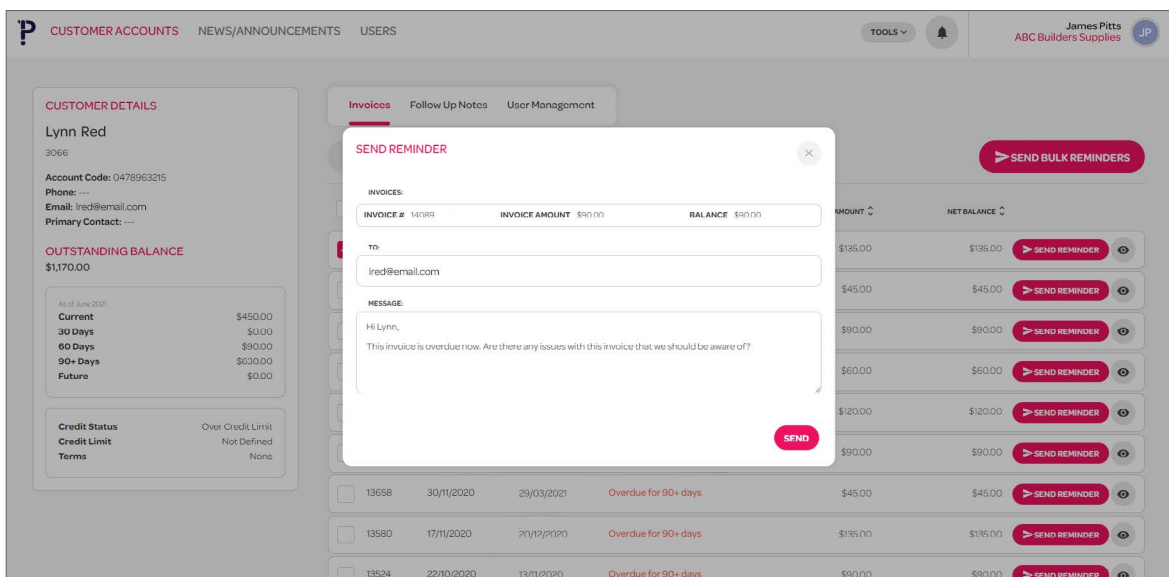 P CUSTOMER ACCOUNTS NEWS/ANNOUNCEMENTS USERS TOOLS James Pitts
ABC Builders Supplies
JP
CUSTOMER DETAILS
Lynn Red
3066
Account Code: 0478963215
Phone: ---
Email: lred@email.com
Primary Contact: ---
OUTSTANDING BALANCE
$1,170.00
As of June 2021
Current $450.00
30 Days $0.00
60 Days $90.00
90+ Days $630.00
Future $0.00
Credit Status Over Credit Limit
Credit Limit Not Defined
Terms None
Invoices Follow Up Notes User Management
SEND BULK REMINDERS
SEND REMINDER
INVOICES:
INVOICE # 14089 INVOICE AMOUNT $90.00 BALANCE $90.00
TO:
lred@email.com
MESSAGE:
Hi Lynn,
This invoice is overdue now. Are there any issues with this invoice that we should be aware of?
SEND
AMOUNT NET BALANCE
$135.00 $135.00 SEND REMINDER
$45.00 $45.00 SEND REMINDER
$90.00 $90.00 SEND REMINDER
$60.00 $60.00 SEND REMINDER
$120.00 $120.00 SEND REMINDER
$90.00 $90.00 SEND REMINDER
13658 30/11/2020 29/03/2021 Overdue for 90+ days $45.00 $45.00 SEND REMINDER
13580 17/11/2020 20/12/2020 Overdue for 90+ days $135.00 $135.00 SEND REMINDER
13524 22/10/2020 13/11/2020 Overdue for 90+ days $90.00 $90.00 SEND REMINDER